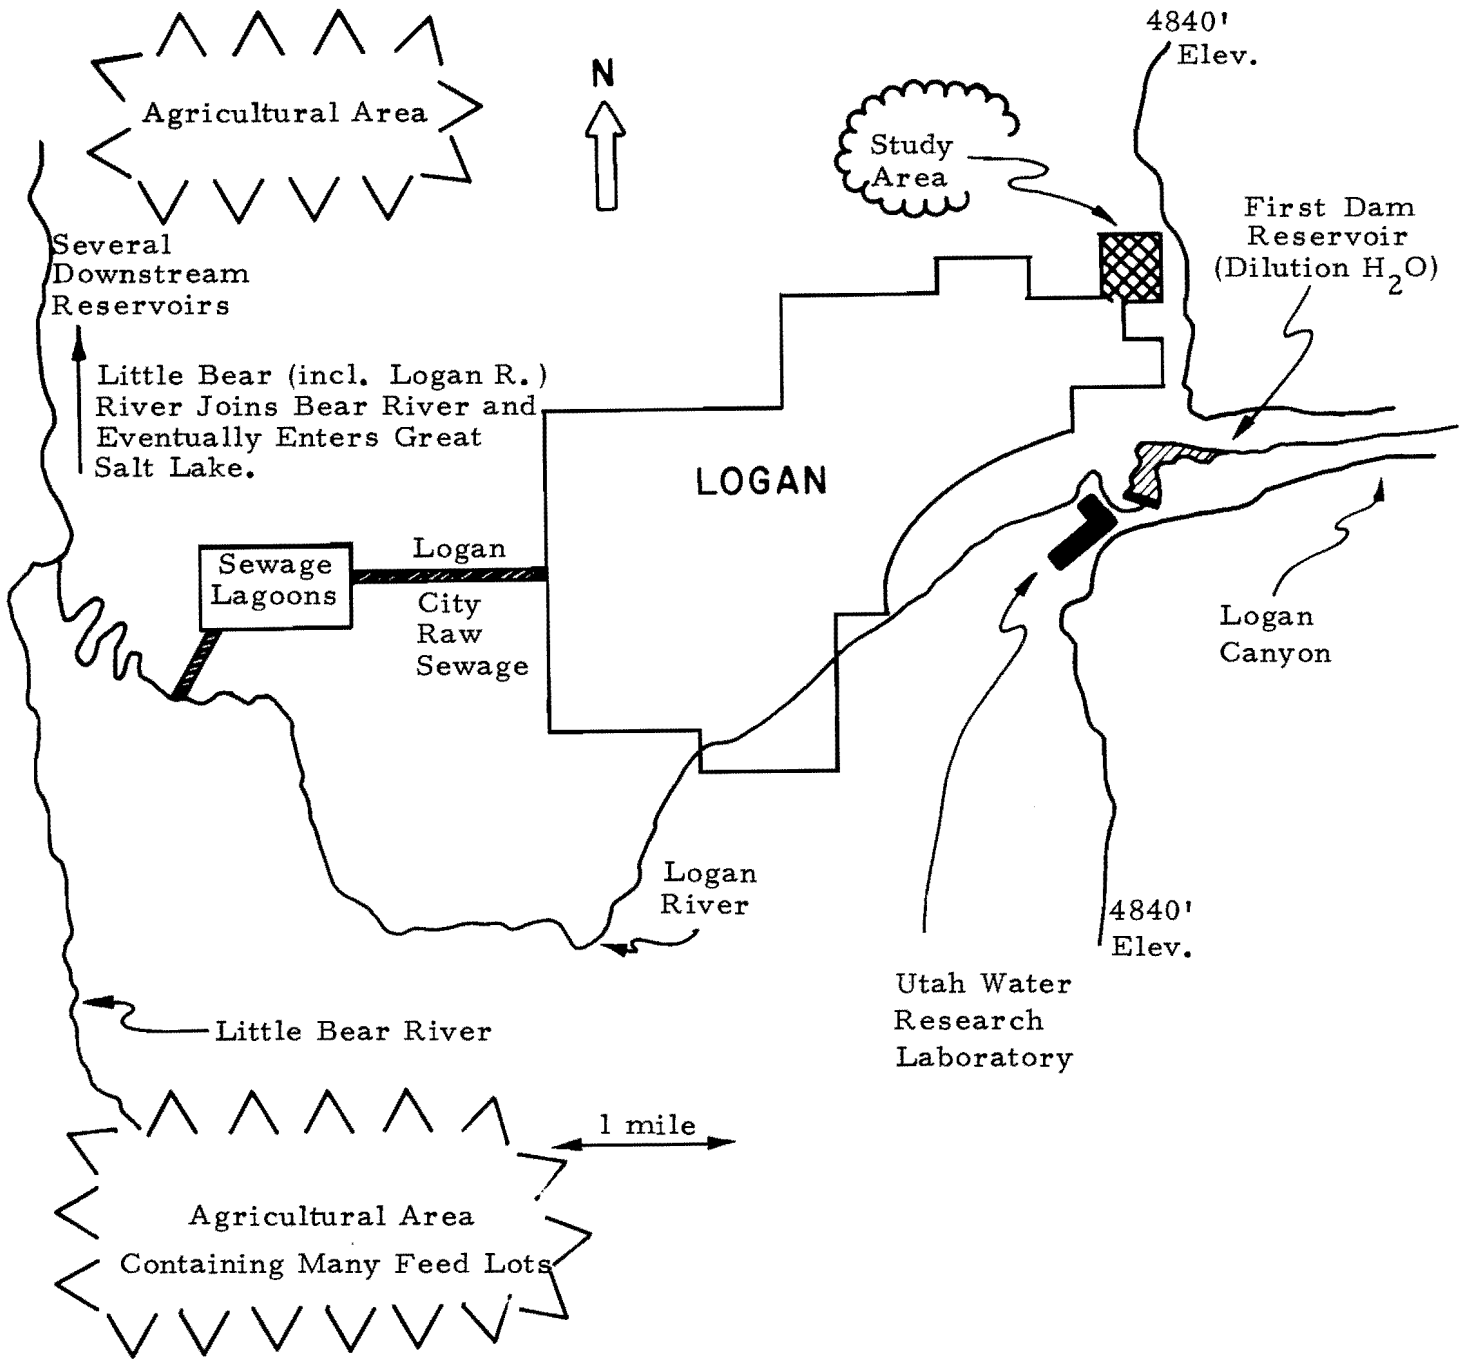 4840'
Elev.
N
Agricultural Area
Study
Area
First Dam
Reservoir
(Dilution H2O)
Several
Downstream
Reservoirs
Little Bear (incl. Logan R.)
River Joins Bear River and
Eventually Enters Great
Salt Lake.
LOGAN
Sewage
Lagoons
Logan
City
Raw
Sewage
Logan
Canyon
Logan
River
4840'
Elev.
Utah Water
Research
Laboratory
Little Bear River
1 mile
Agricultural Area
Containing Many Feed Lots